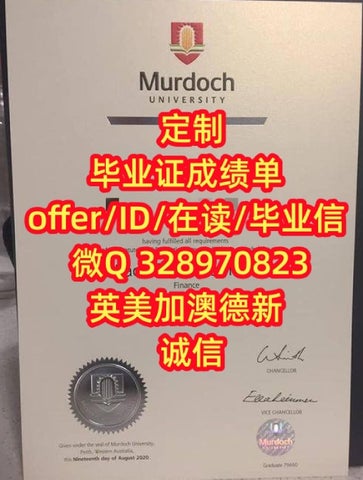 Murdoch
UNIVERSITY
定制
毕业证成绩单
offer/ID/在读/毕业信
having fulfilled all requirements
微Q 328970823
Finance
英美加澳德新
诚信
CHANCELLOR
VICE CHANCELLOR
Given under the seal of Murdoch University,
Perth, Western Australia,
this Nineteenth day of August 2020.
MURDOCH
Graduate 79660